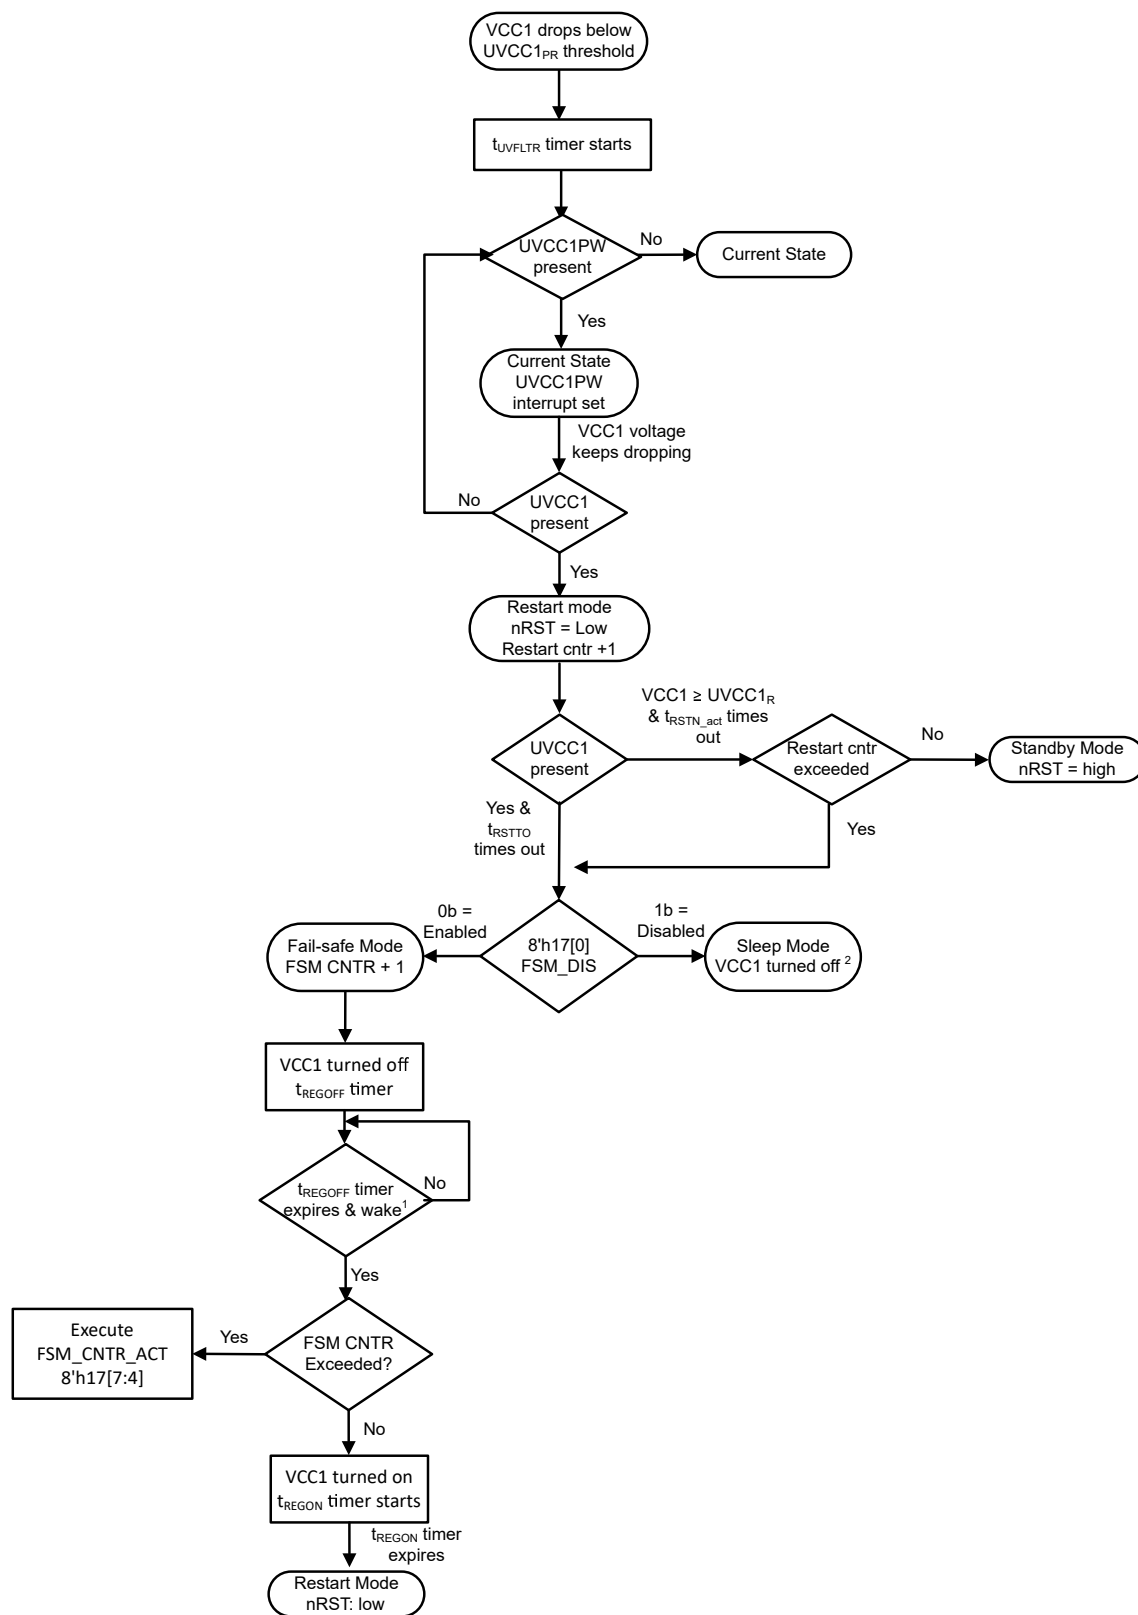 VCC1 drops below
UVCC1PR threshold
tUVFLTR timer starts
UVCC1PW
present
No
Current State
Yes
Current State
UVCC1PW
interrupt set
VCC1 voltage
keeps dropping
UVCC1
present
No
Yes
Restart mode
nRST = Low
Restart cntr +1
VCC1 ≥ UVCC1R
& tRSTN_act times
out
UVCC1
present
Restart cntr
exceeded
No
Standby Mode
nRST = high
Yes &
tRSTTO
times out
Yes
0b =
Enabled
1b =
Disabled
8'h17[0]
FSM_DIS
Fail-safe Mode
FSM CNTR + 1
Sleep Mode
VCC1 turned off 2
VCC1 turned off
tREGOFF timer
tREGOFF timer
expires & wake1
No
Yes
FSM CNTR
Exceeded?
Yes
Execute
FSM_CNTR_ACT
8'h17[7:4]
No
VCC1 turned on
tREGON timer starts
tREGON timer
expires
Restart Mode
nRST: low